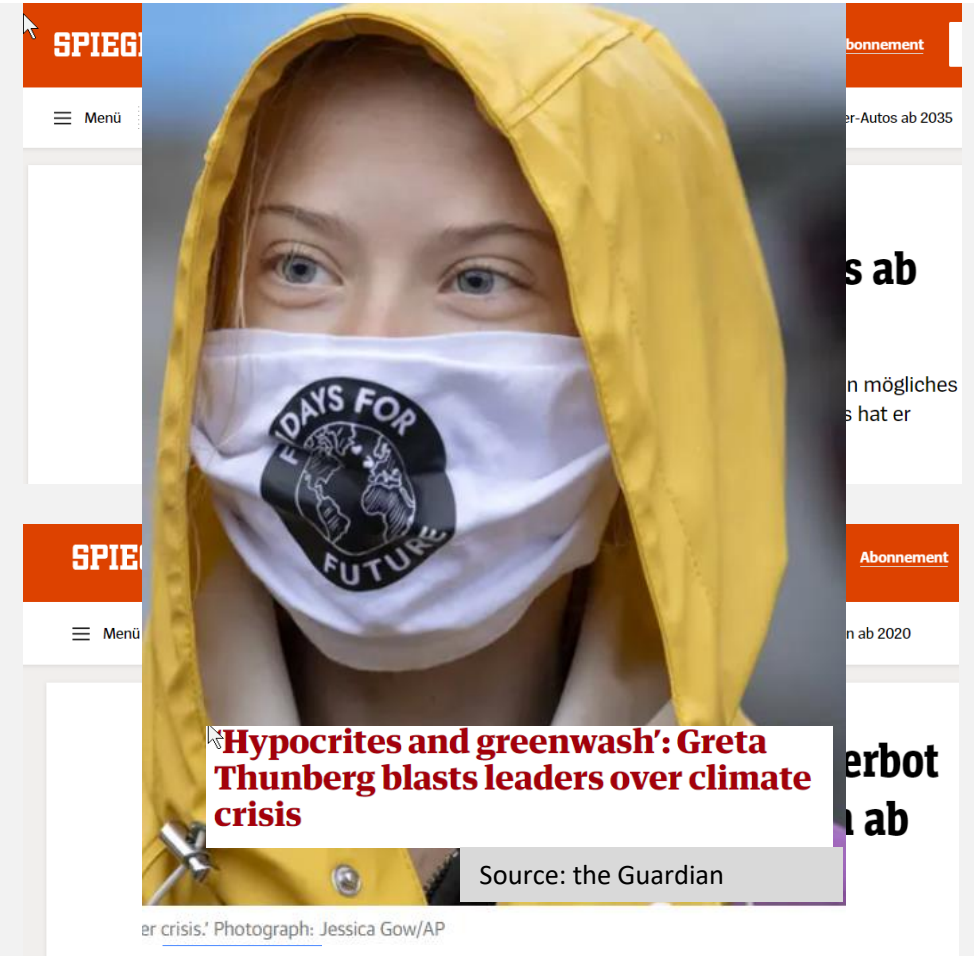 SPIEG
bonnement
Menü
er-Autos ab 2035
s ab
n mögliches
s hat er
DAYS FOR
FUTURE
SPIE
Abonnement
Menü
n ab 2020
'Hypocrites and greenwash': Greta
Thunberg blasts leaders over climate
crisis
erbot
ab
Source: the Guardian
er crisis.' Photograph: Jessica Gow/AP